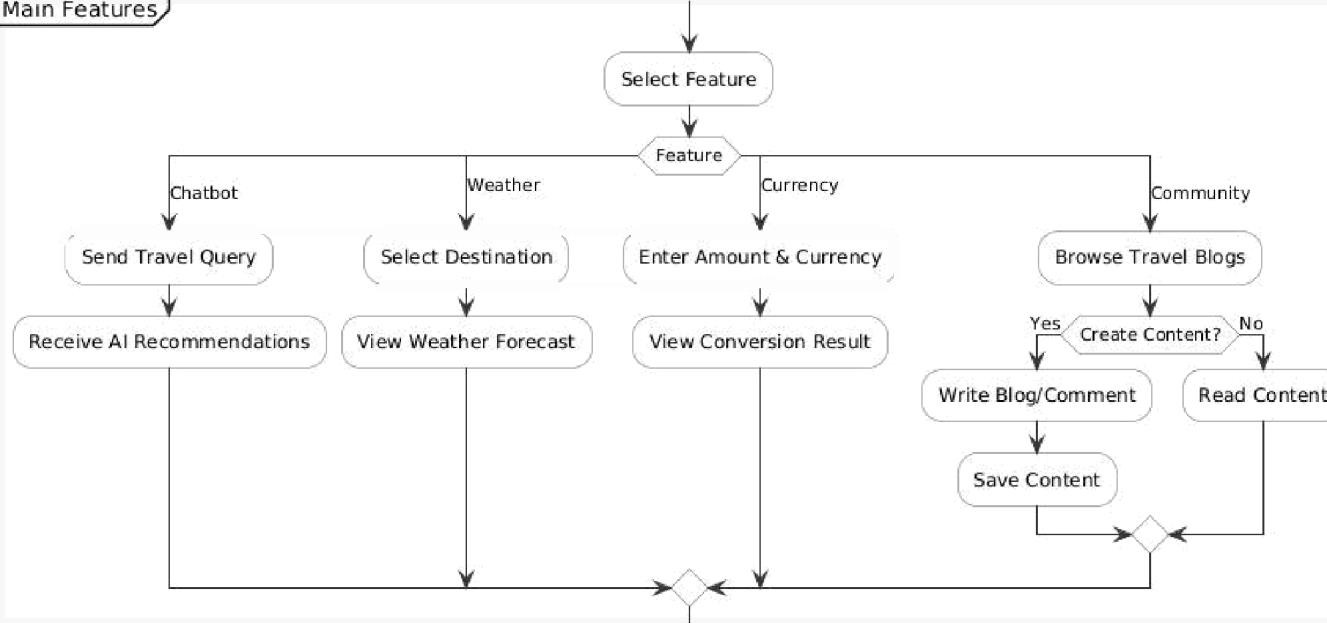 Main Features
Select Feature
Feature
Chatbot
Weather
Currency
Community
Send Travel Query
Select Destination
Enter Amount & Currency
Browse Travel Blogs
Receive AI Recommendations
View Weather Forecast
View Conversion Result
Yes
Create Content?
No
Write Blog/Comment
Read Content
Save Content